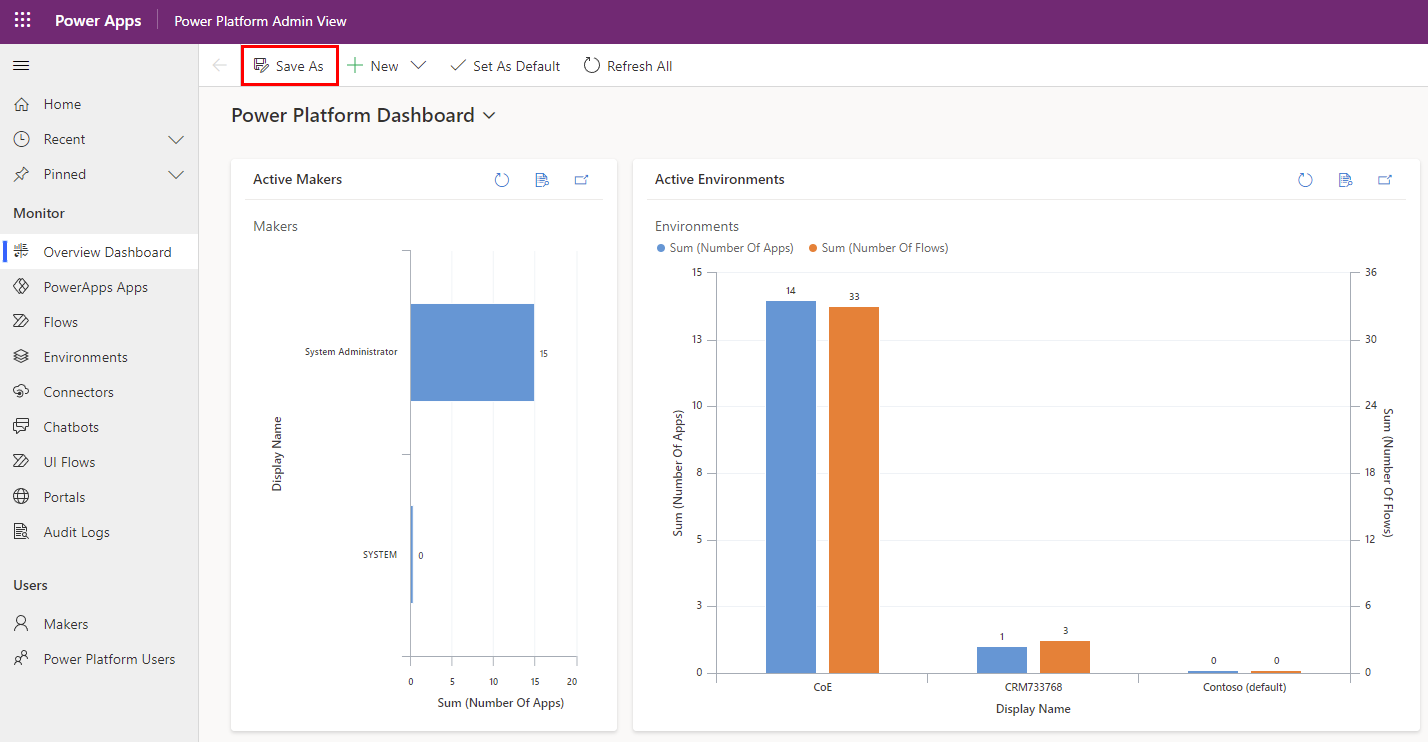 Power Apps
Power Platform Admin View
Save As
New
Set As Default
Refresh All
Home
Recent
Pinned
Monitor
Overview Dashboard
PowerApps Apps
Flows
Environments
Connectors
Chatbots
UI Flows
Portals
Audit Logs
Users
Makers
Power Platform Users
Power Platform Dashboard
Active Makers
Makers
Display Name
System Administrator
15
SYSTEM
0
0 5 10 15 20
Sum (Number Of Apps)
Active Environments
Environments
Sum (Number Of Apps) Sum (Number Of Flows)
Sum (Number Of Apps)
15
13
10
8
5
3
0
14 33
1 3
0 0
36
30
24
18
12
6
0
Sum (Number Of Flows)
CoE CRM733768 Contoso (default)
Display Name